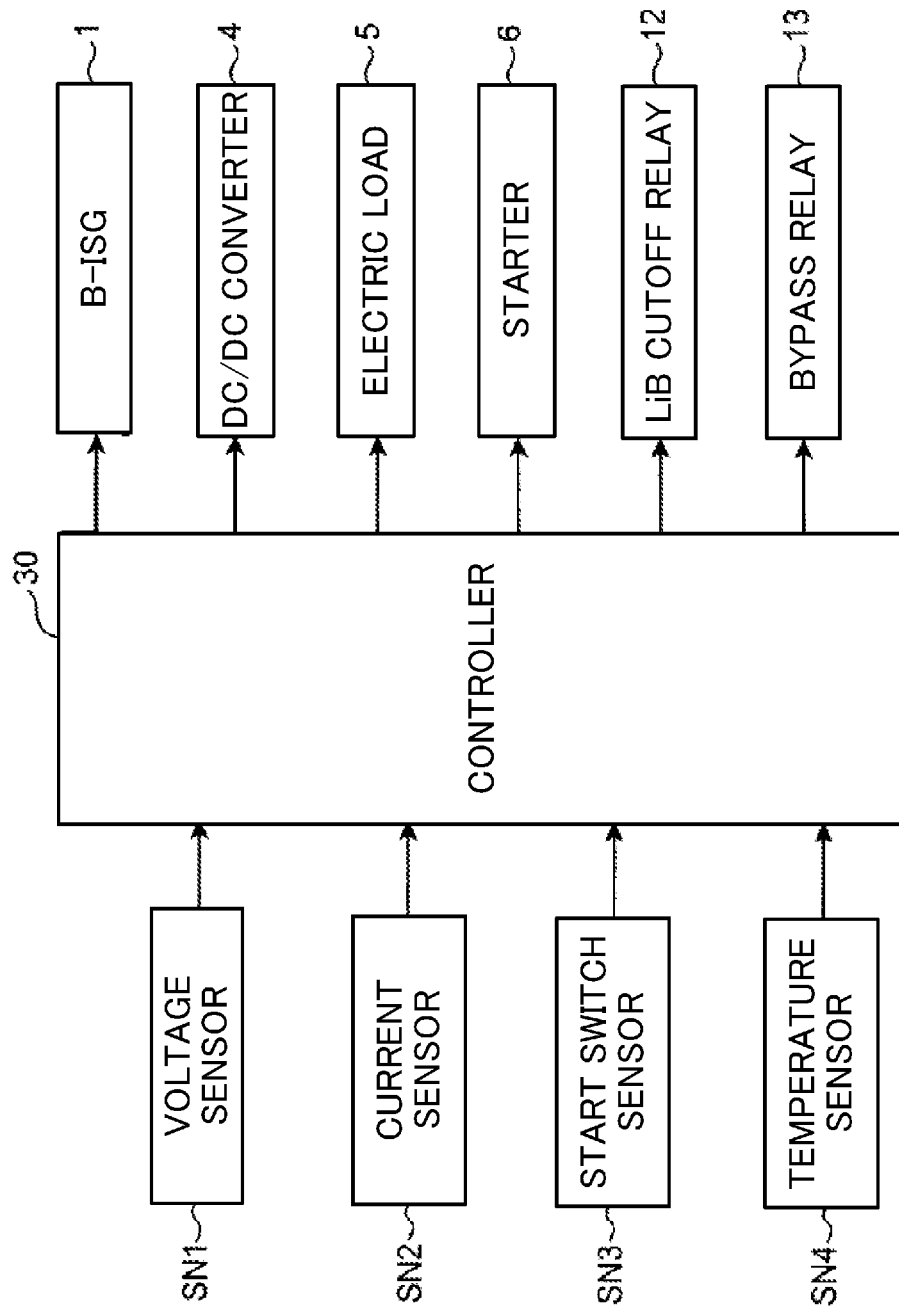 30
SN1
VOLTAGE
SENSOR
SN2
CURRENT
SENSOR
SN3
START SWITCH
SENSOR
SN4
TEMPERATURE
SENSOR
CONTROLLER
B-ISG
1
DC/DC CONVERTER
4
ELECTRIC LOAD
5
STARTER
6
LiB CUTOFF RELAY
12
BYPASS RELAY
13